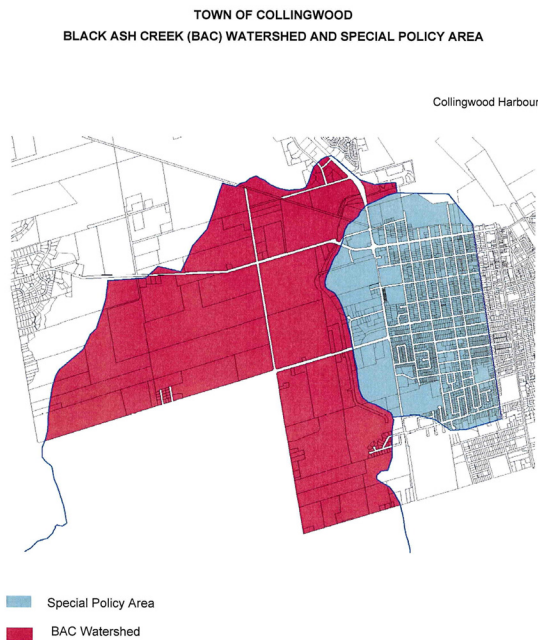 TOWN OF COLLINGWOOD
BLACK ASH CREEK (BAC) WATERSHED AND SPECIAL POLICY AREA
Collingwood Harbour
Special Policy Area
BAC Watershed